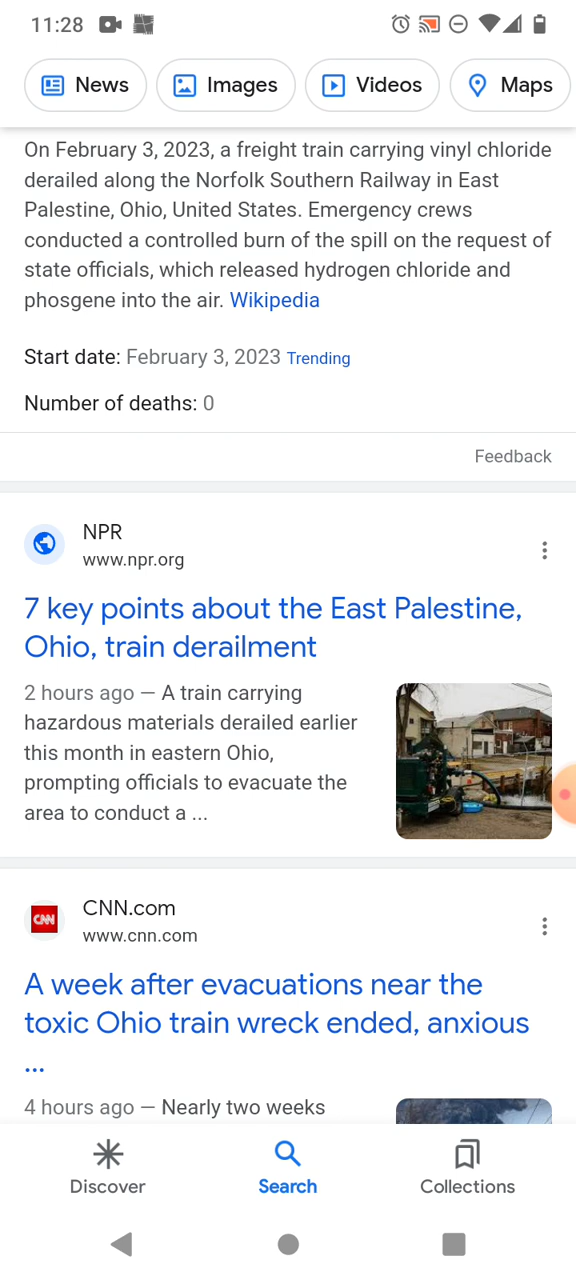 11:28
News Images Videos Maps
On February 3, 2023, a freight train carrying vinyl chloride
derailed along the Norfolk Southern Railway in East
Palestine, Ohio, United States. Emergency crews
conducted a controlled burn of the spill on the request of
state officials, which released hydrogen chloride and
phosgene into the air. Wikipedia
Start date: February 3, 2023 Trending
Number of deaths: 0
Feedback
NPR
www.npr.org
7 key points about the East Palestine,
Ohio, train derailment
2 hours ago — A train carrying
hazardous materials derailed earlier
this month in eastern Ohio,
prompting officials to evacuate the
area to conduct a ...
CNN
CNN.com
www.cnn.com
A week after evacuations near the
toxic Ohio train wreck ended, anxious
...
4 hours ago — Nearly two weeks
Discover Search Collections